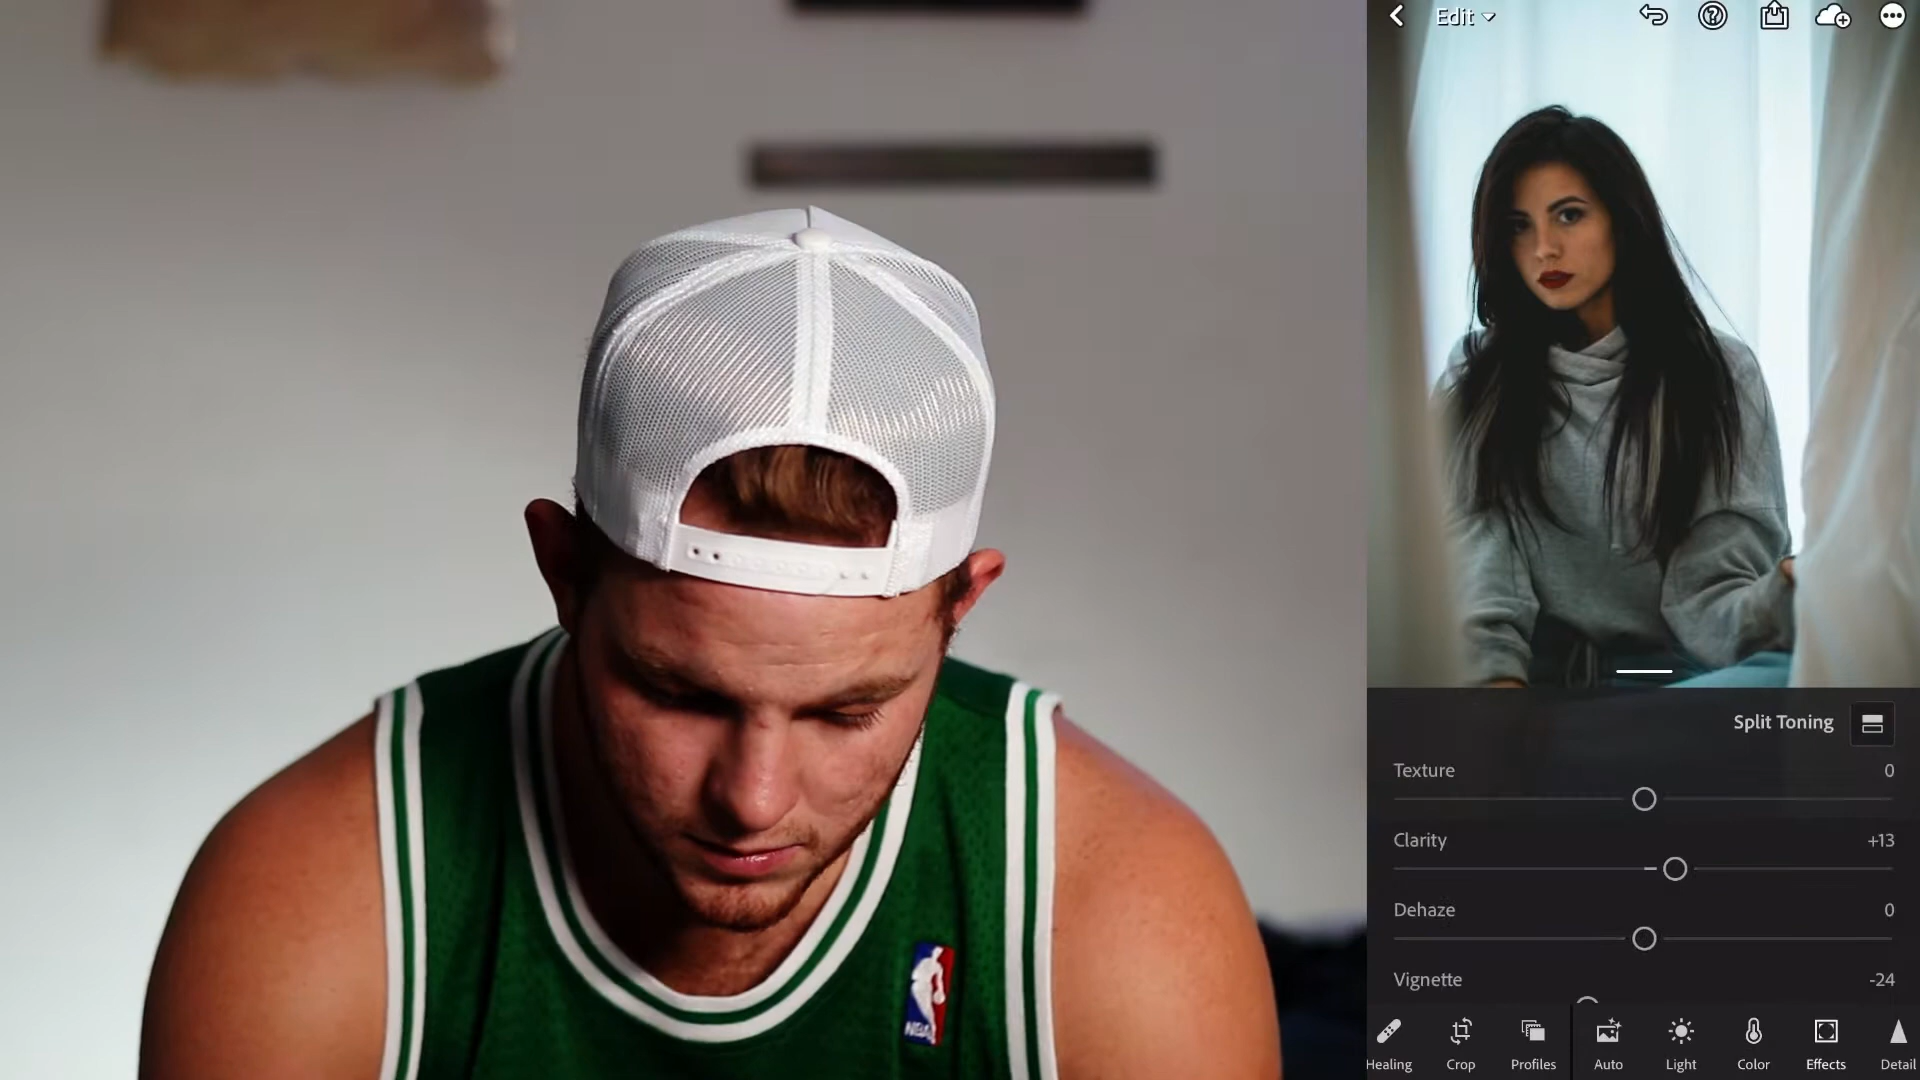 Edit
Split Toning
Texture 0
Clarity +13
Dehaze 0
Vignette -24
Healing Crop Profiles Auto Light Color Effects Detail
NBA